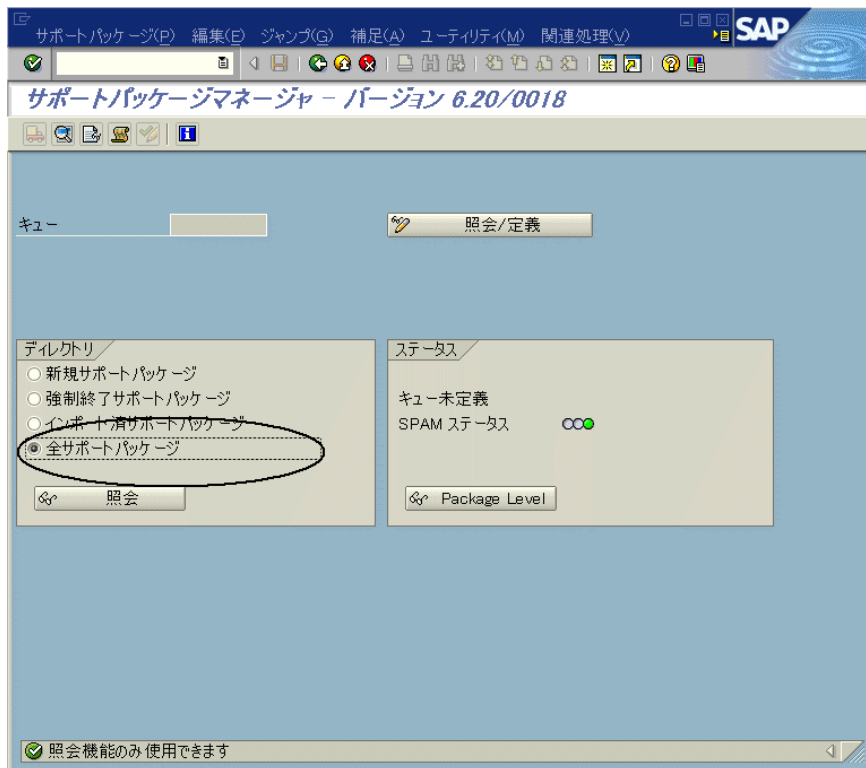 サポートパッケージ(P) 編集(E) ジャンプ(G) 補足(A) ユーティリティ(M) 関連処理(V)
SAP
サポートパッケージマネージャ － バージョン 6.20/0018
キュー
照会/定義
ディレクトリ
新規サポートパッケージ
強制終了サポートパッケージ
インポート済サポートパッケージ
全サポートパッケージ
照会
ステータス
キュー未定義
SPAM ステータス
Package Level
照会機能のみ使用できます